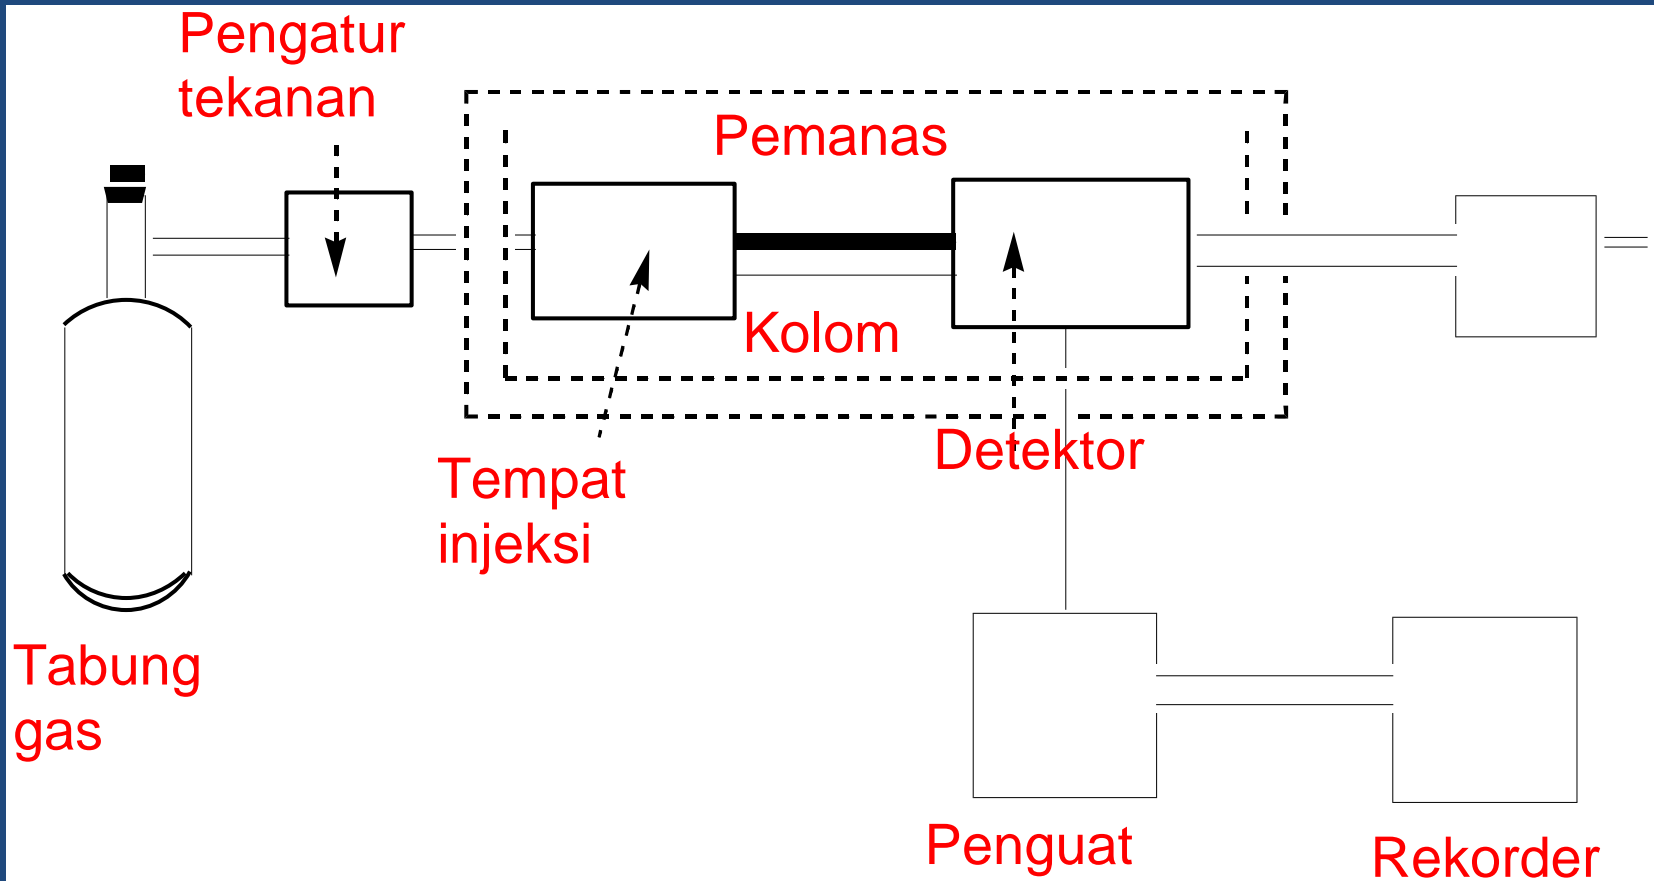 Pengatur
tekanan
Pemanas
Kolom
Detektor
Tempat
injeksi
Tabung
gas
Penguat
Rekorder